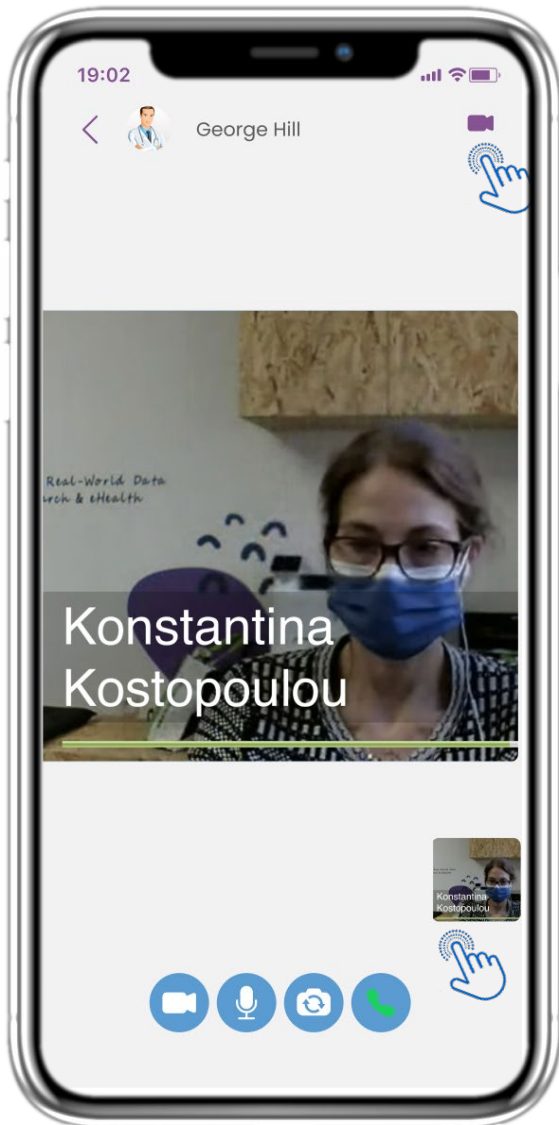 19:02
George Hill
Real-World Data
rch & eHealth
Konstantina
Kostopoulou
Konstantina
Kostopoulou